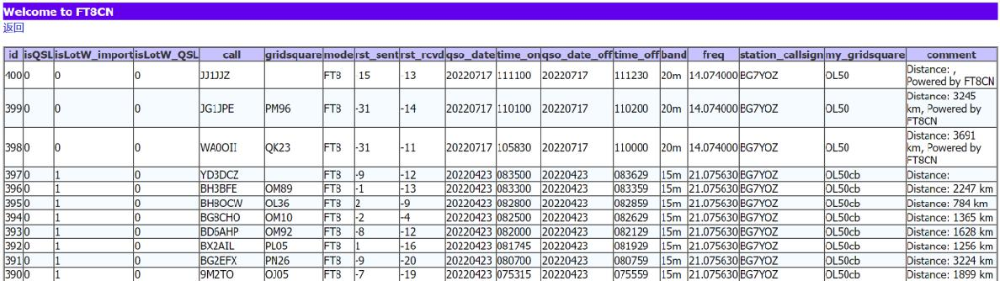 Welcome to FT8CN
返回
id isQSL isLotW_import isLotW_QSL call gridsquare mode rst_sent rst_rcvd qso_date time_on qso_date_off time_off band freq station_callsign my_gridsquare comment
400 0 0 0 JJ1JJZ FT8 -15 -13 20220717 111100 20220717 111230 20m 14.074000 BG7YOZ OL50 Distance: ,
Powered by FT8CN
399 0 0 0 JG1JPE PM96 FT8 -31 -14 20220717 110100 20220717 110200 20m 14.074000 BG7YOZ OL50 Distance: 3245
km, Powered by
FT8CN
398 0 0 0 WA0OII QK23 FT8 -31 -11 20220717 105830 20220717 110000 20m 14.074000 BG7YOZ OL50 Distance: 3691
km, Powered by
FT8CN
397 0 1 0 YD3DCZ FT8 -9 -12 20220423 083500 20220423 083629 15m 21.075630 BG7YOZ OL50cb Distance:
396 0 1 0 BH3BFE OM89 FT8 -1 -13 20220423 083300 20220423 083359 15m 21.075630 BG7YOZ OL50cb Distance: 2247 km
395 0 1 0 BH8OCW OL36 FT8 2 -9 20220423 082800 20220423 082859 15m 21.075630 BG7YOZ OL50cb Distance: 784 km
394 0 1 0 BG8CHO OM10 FT8 -2 -4 20220423 082500 20220423 082629 15m 21.075630 BG7YOZ OL50cb Distance: 1365 km
393 0 1 0 BD6AHP OM92 FT8 -8 -12 20220423 082000 20220423 082129 15m 21.075630 BG7YOZ OL50cb Distance: 1628 km
392 0 1 0 BX2AIL PL05 FT8 1 -16 20220423 081745 20220423 081929 15m 21.075630 BG7YOZ OL50cb Distance: 1256 km
391 0 1 0 BG2EFX PN26 FT8 -9 -20 20220423 080700 20220423 080759 15m 21.075630 BG7YOZ OL50cb Distance: 3224 km
390 0 1 0 9M2TO OJ05 FT8 -7 -19 20220423 075315 20220423 075559 15m 21.075630 BG7YOZ OL50cb Distance: 1899 km